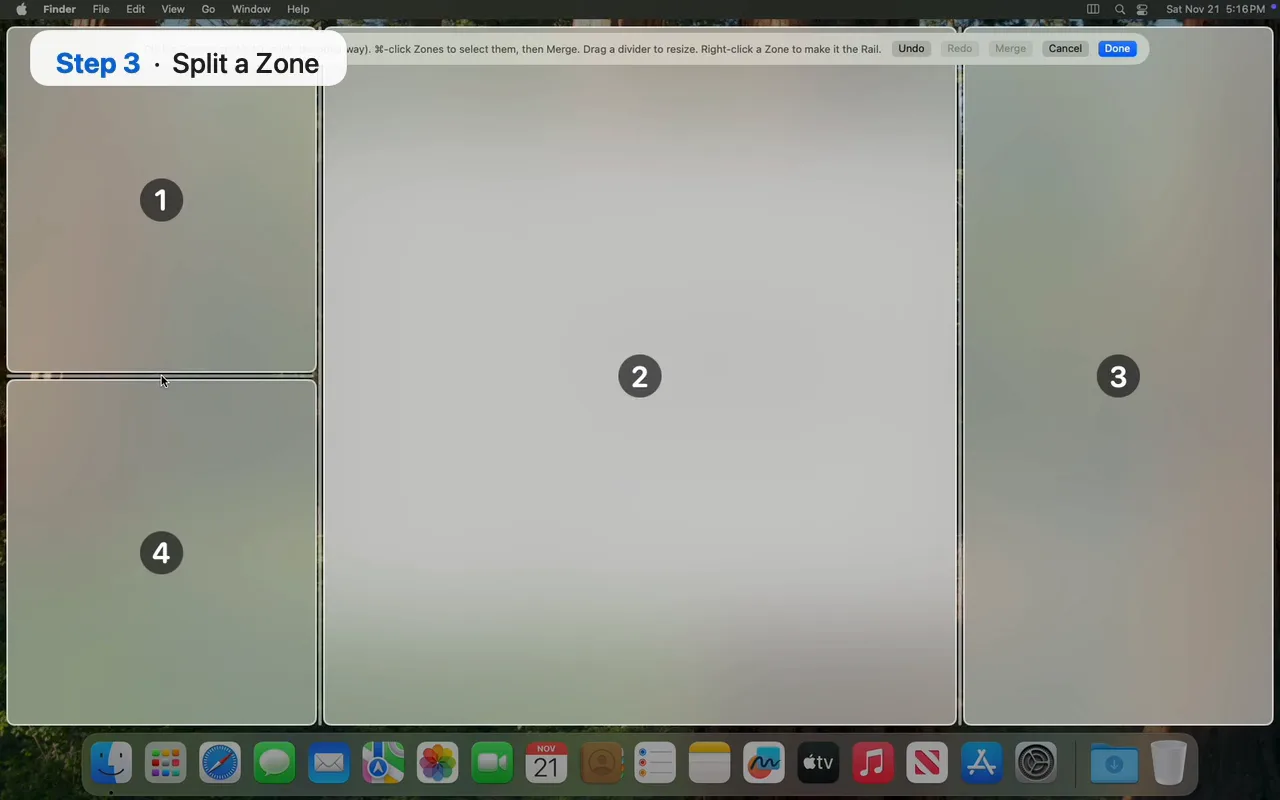 Finder File Edit View Go Window Help Sat Nov 21 5:16 PM
way). ⌘-click Zones to select them, then Merge. Drag a divider to resize. Right-click a Zone to make it the Rail. Undo Redo Merge Cancel Done
Step 3 · Split a Zone
1
2
3
4
NOV
21
tv